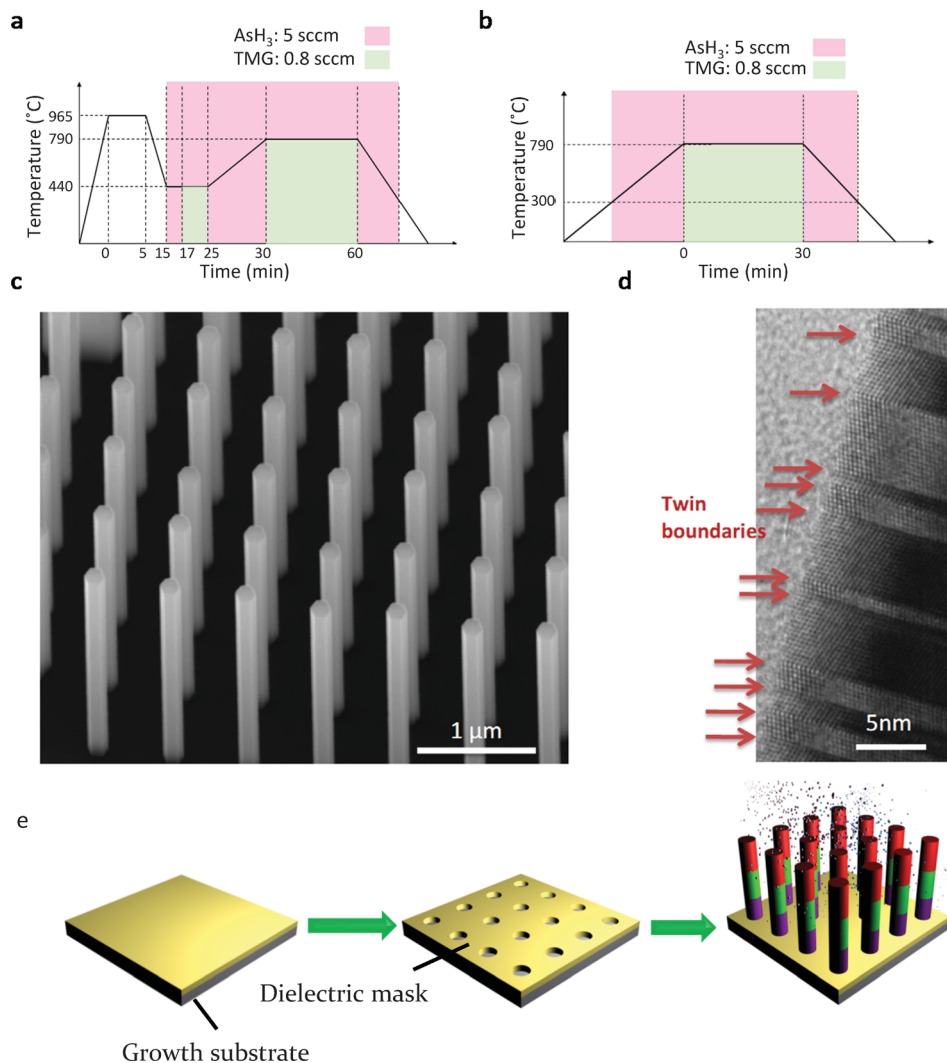 a
AsH₃: 5 sccm
TMG: 0.8 sccm
Temperature (˚C)
965
790
440
0 5 15 17 25 30 60
Time (min)
b
AsH₃: 5 sccm
TMG: 0.8 sccm
Temperature (˚C)
790
300
0 30
Time (min)
c
1 µm
d
Twin
boundaries
5nm
e
Dielectric mask
Growth substrate